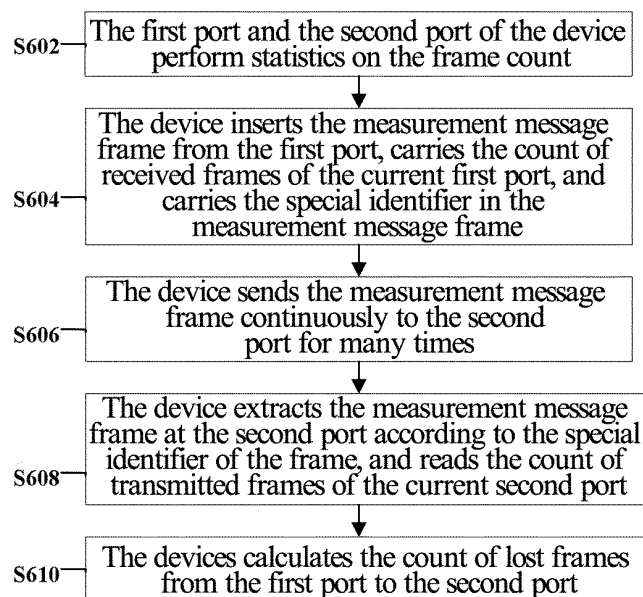 S602
The first port and the second port of the device
perform statistics on the frame count
S604
The device inserts the measurement message
frame from the first port, carries the count of
received frames of the current first port, and
carries the special identifier in the
measurement message frame
S606
The device sends the measurement message
frame continuously to the second
port for many times
S608
The device extracts the measurement message
frame at the second port according to the special
identifier of the frame, and reads the count of
transmitted frames of the current second port
S610
The devices calculates the count of lost frames
from the first port to the second port